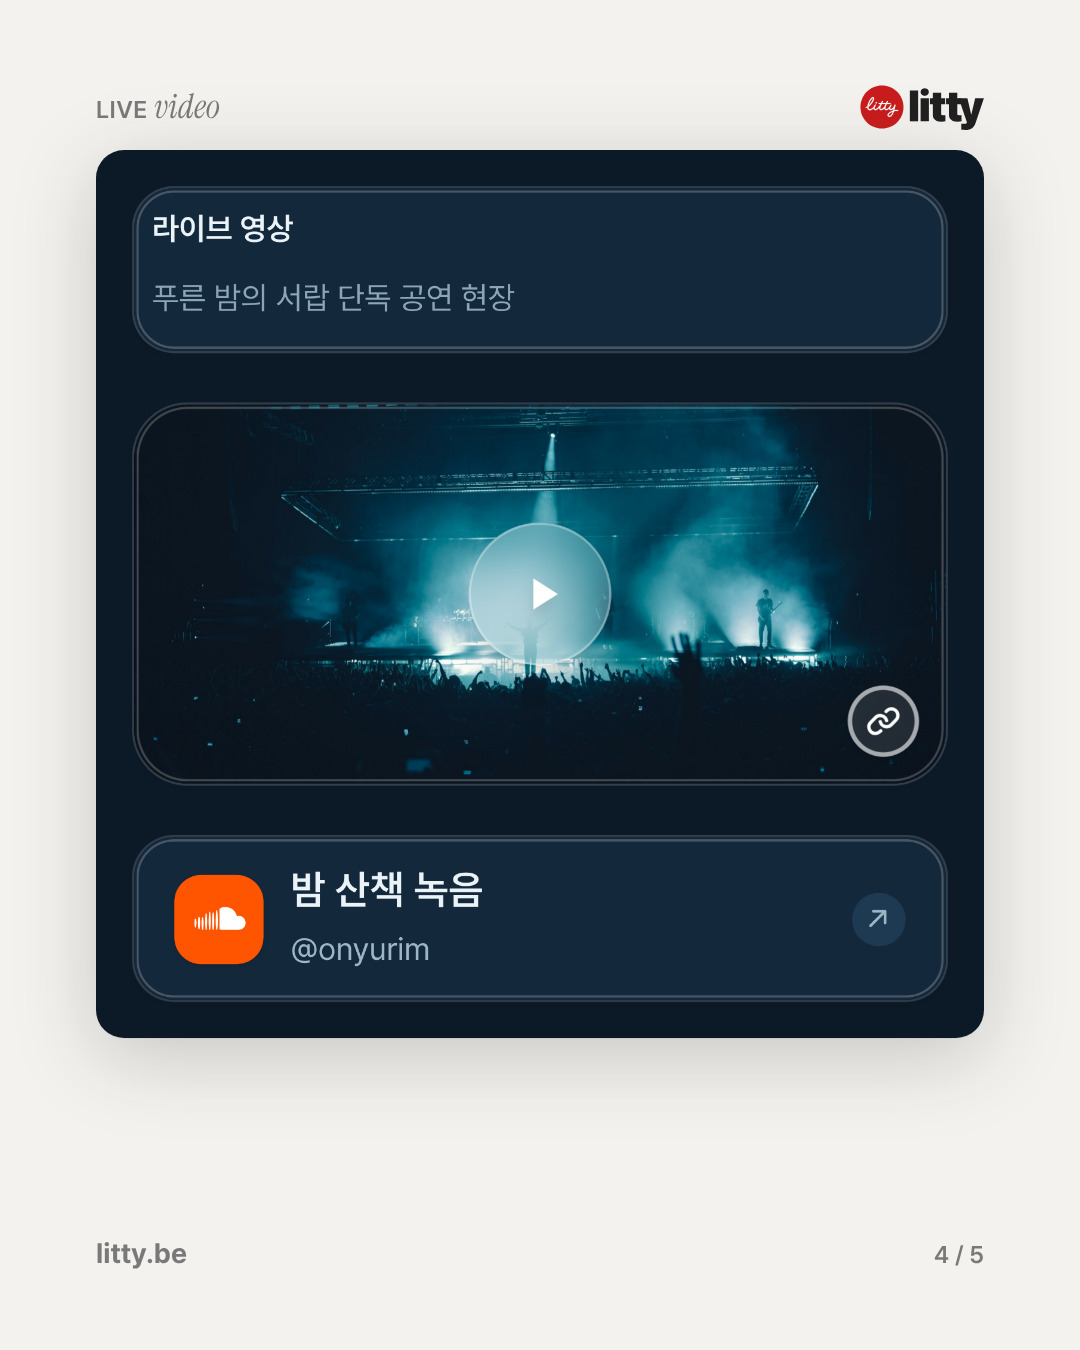 LIVE video
litty litty
라이브 영상
푸른 밤의 서랍 단독 공연 현장
밤 산책 녹음
@onyurim
litty.be
4 / 5